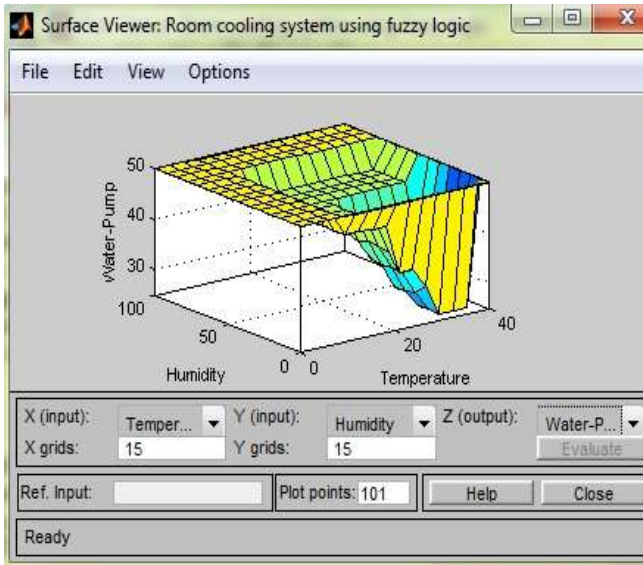 Surface Viewer: Room cooling system using fuzzy logic
File Edit View Options
50
40
30
Water-Pump
100
50
0
Humidity
0
20
40
Temperature
X (input): Temper... Y (input): Humidity Z (output): Water-P...
X grids: 15 Y grids: 15 Evaluate
Ref. Input: Plot points: 101 Help Close
Ready